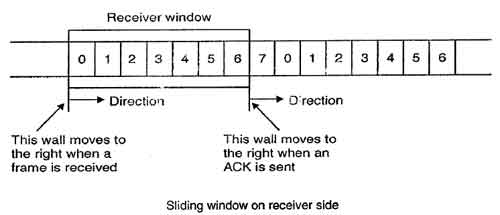 Receiver window
0 1 2 3 4 5 6 7 0 1 2 3 4 5 6
Direction Direction
This wall moves to
the right when a
frame is received
This wall moves to
the right when an
ACK is sent
Sliding window on receiver side